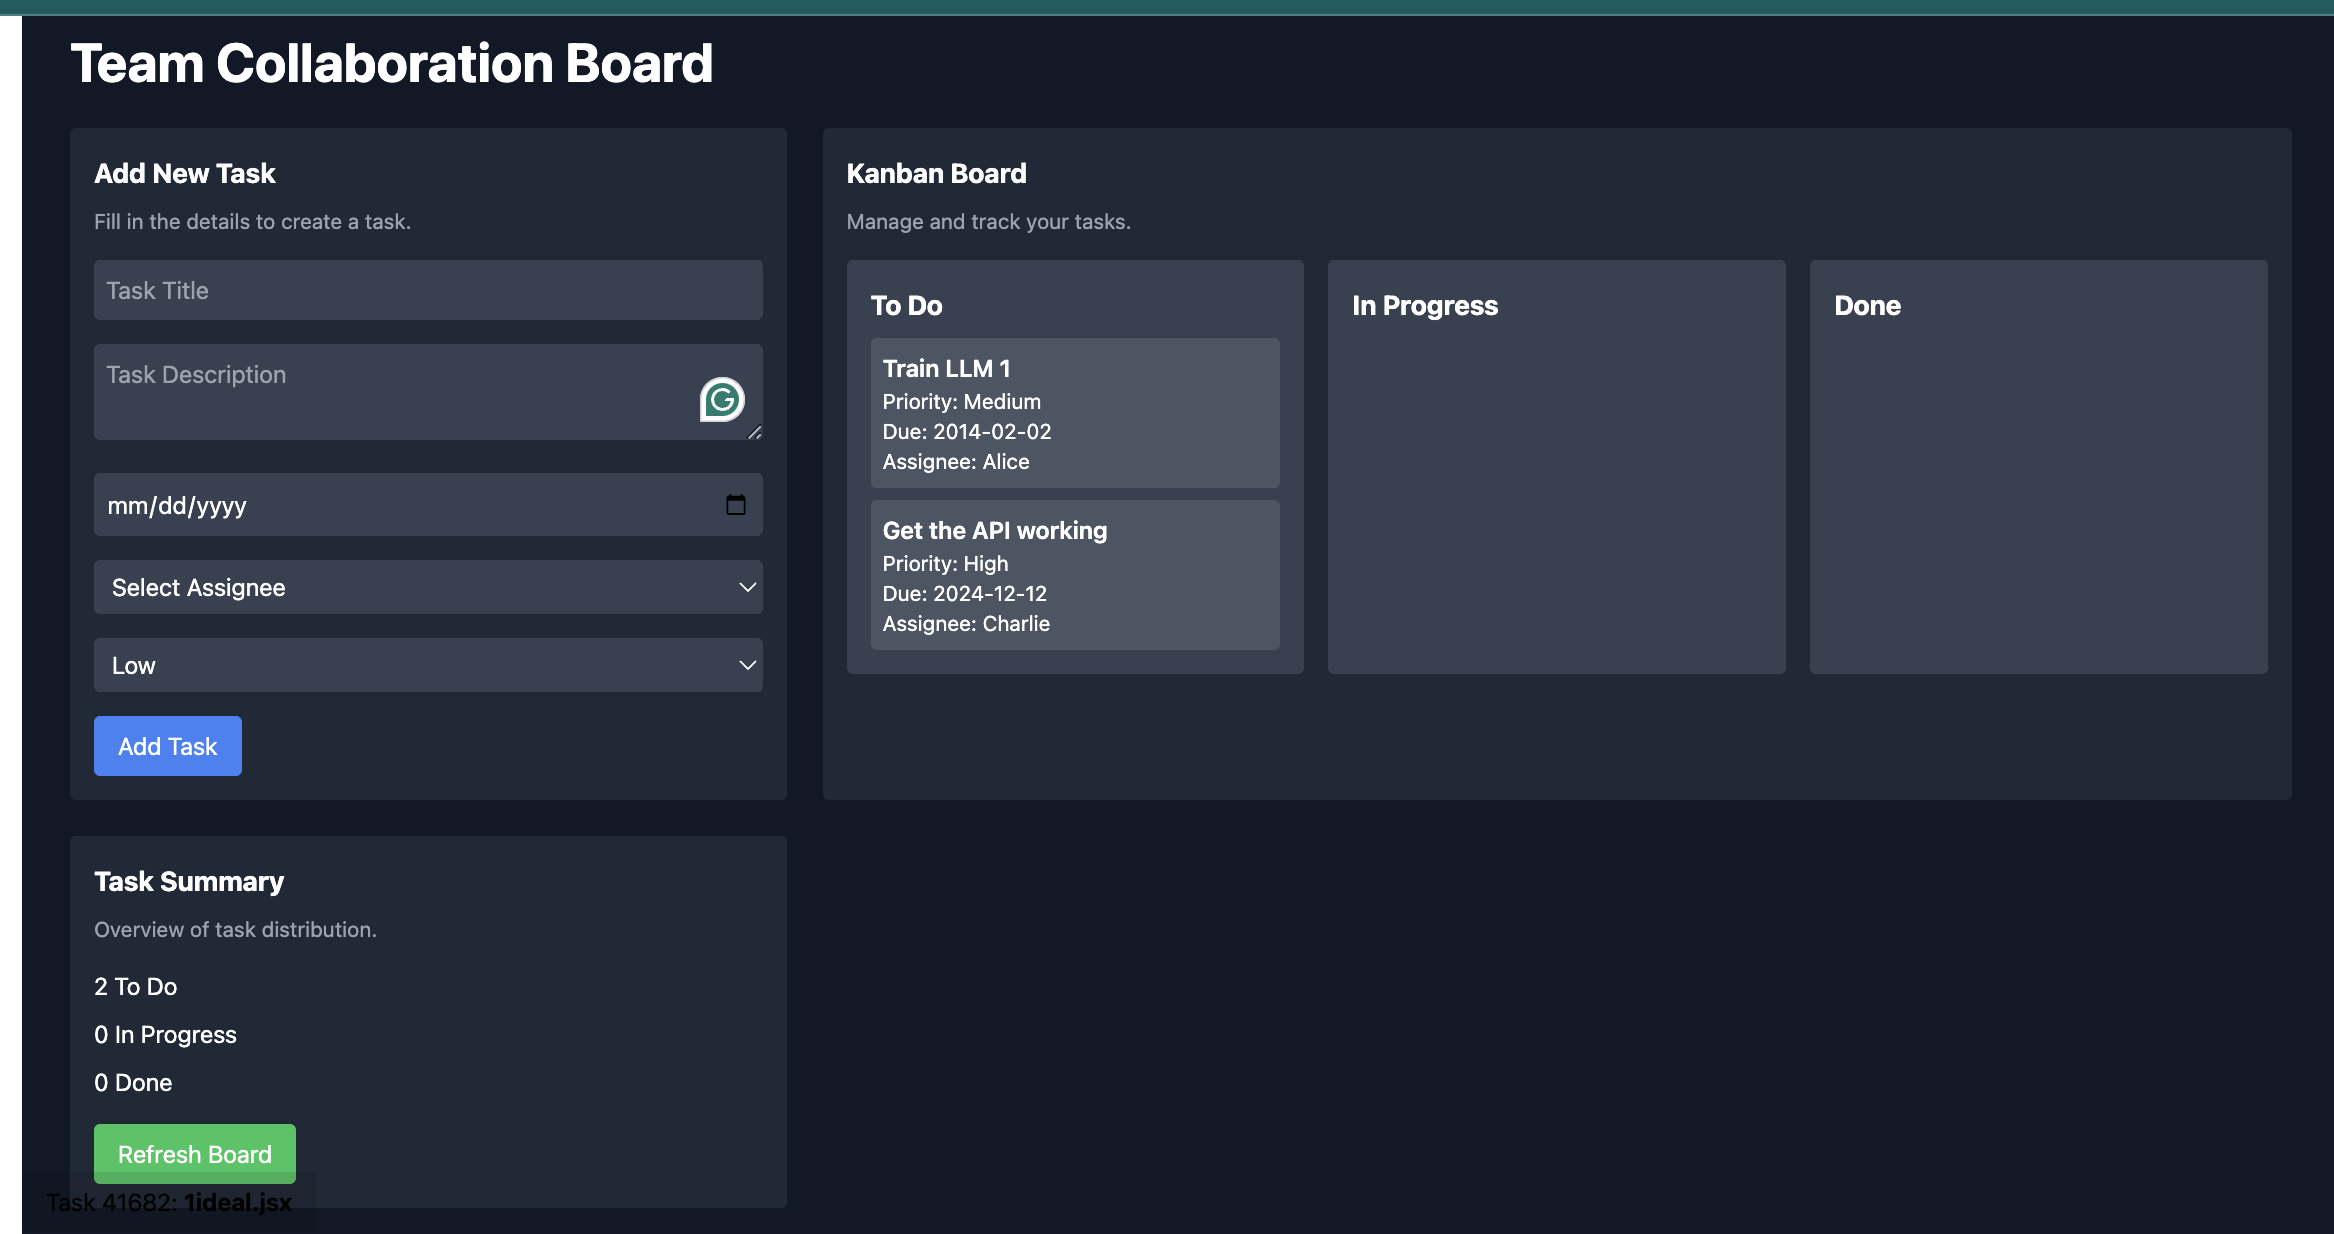 Team Collaboration Board
Add New Task
Fill in the details to create a task.
Task Title
Task Description
mm/dd/yyyy
Select Assignee
Low
Add Task
Kanban Board
Manage and track your tasks.
To Do
Train LLM 1
Priority: Medium
Due: 2014-02-02
Assignee: Alice
Get the API working
Priority: High
Due: 2024-12-12
Assignee: Charlie
In Progress
Done
Task Summary
Overview of task distribution.
2 To Do
0 In Progress
0 Done
Refresh Board
Task 41682: 1ideal.jsx